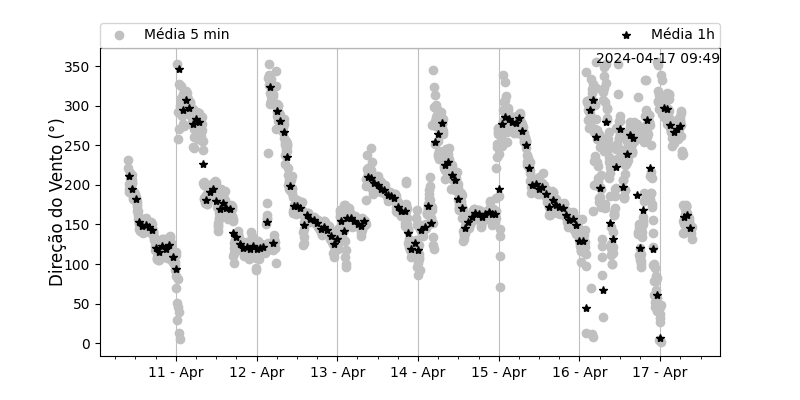 Média 5 min
Média 1h
2024-04-17 09:49
Direção do Vento (°)
350
300
250
200
150
100
50
0
11 - Apr
12 - Apr
13 - Apr
14 - Apr
15 - Apr
16 - Apr
17 - Apr